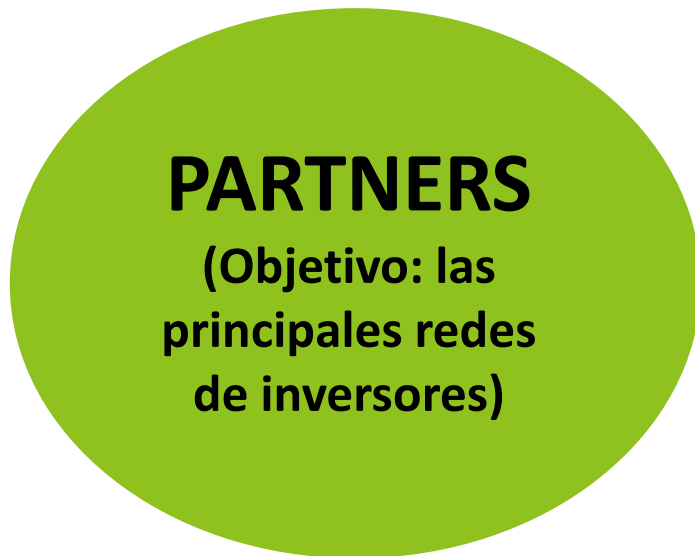 PARTNERS
(Objetivo: las
principales redes
de inversores)